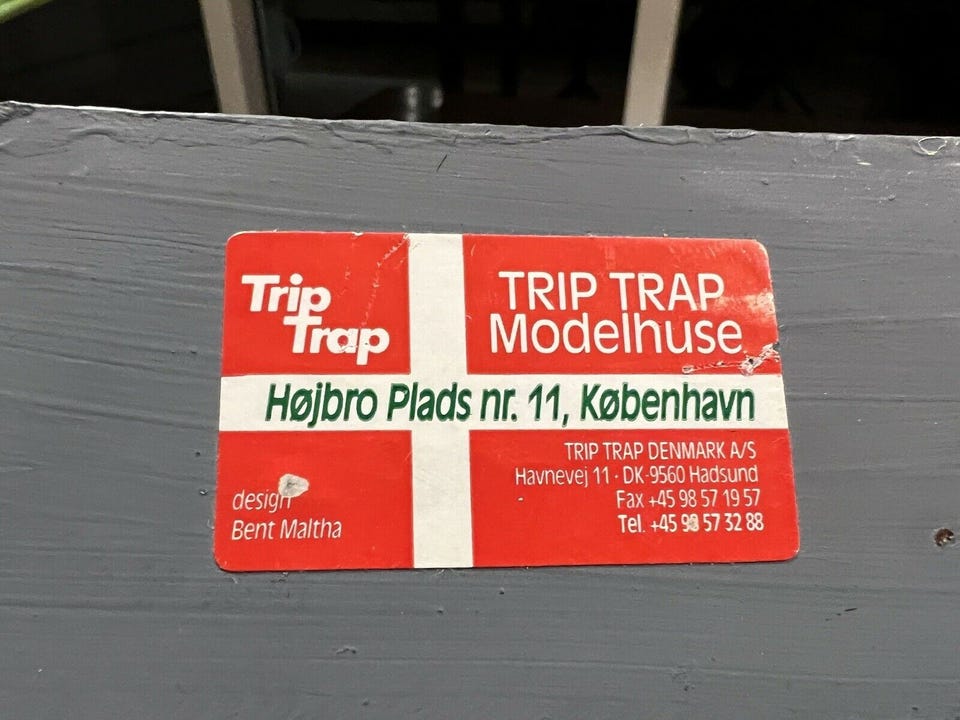 Trip
Trap
TRIP TRAP
Modelhuse
Højbro Plads nr. 11, København
design
Bent Maltha
TRIP TRAP DENMARK A/S
Havnevej 11 · DK-9560 Hadsund
Fax +45 98 57 19 57
Tel. +45 98 57 32 88